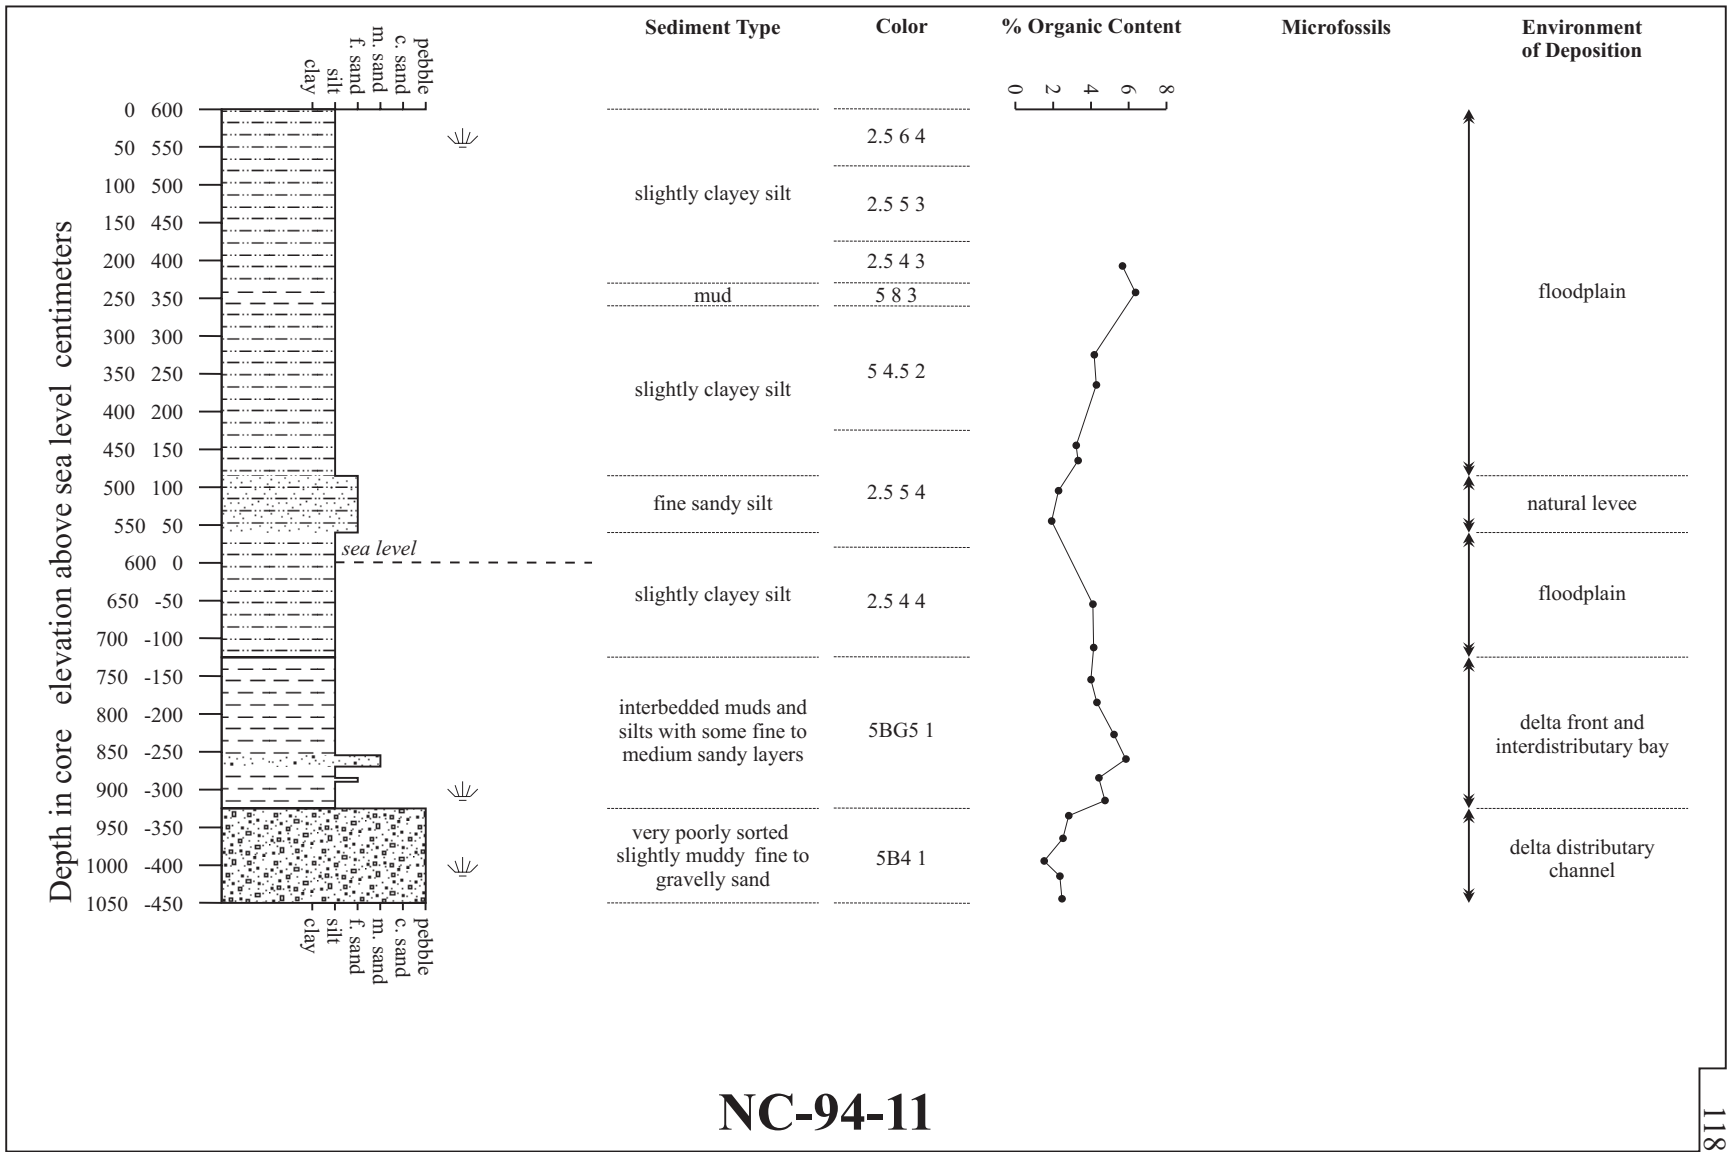 Sediment Type Color % Organic Content Microfossils Environment
of Deposition
clay silt f. sand m. sand c. sand pebble
0 2 4 6 8
Depth in core elevation above sea level centimeters
0 600
50 550
100 500
150 450
200 400
250 350
300 300
350 250
400 200
450 150
500 100
550 50
600 0
650 -50
700 -100
750 -150
800 -200
850 -250
900 -300
950 -350
1000 -400
1050 -450
clay silt f. sand m. sand c. sand pebble
sea level
slightly clayey silt
mud
slightly clayey silt
fine sandy silt
slightly clayey silt
interbedded muds and
silts with some fine to
medium sandy layers
very poorly sorted
slightly muddy fine to
gravelly sand
2.5 6 4
2.5 5 3
2.5 4 3
5 8 3
5 4.5 2
2.5 5 4
2.5 4 4
5BG5 1
5B4 1
floodplain
natural levee
floodplain
delta front and
interdistributary bay
delta distributary
channel
NC-94-11
118